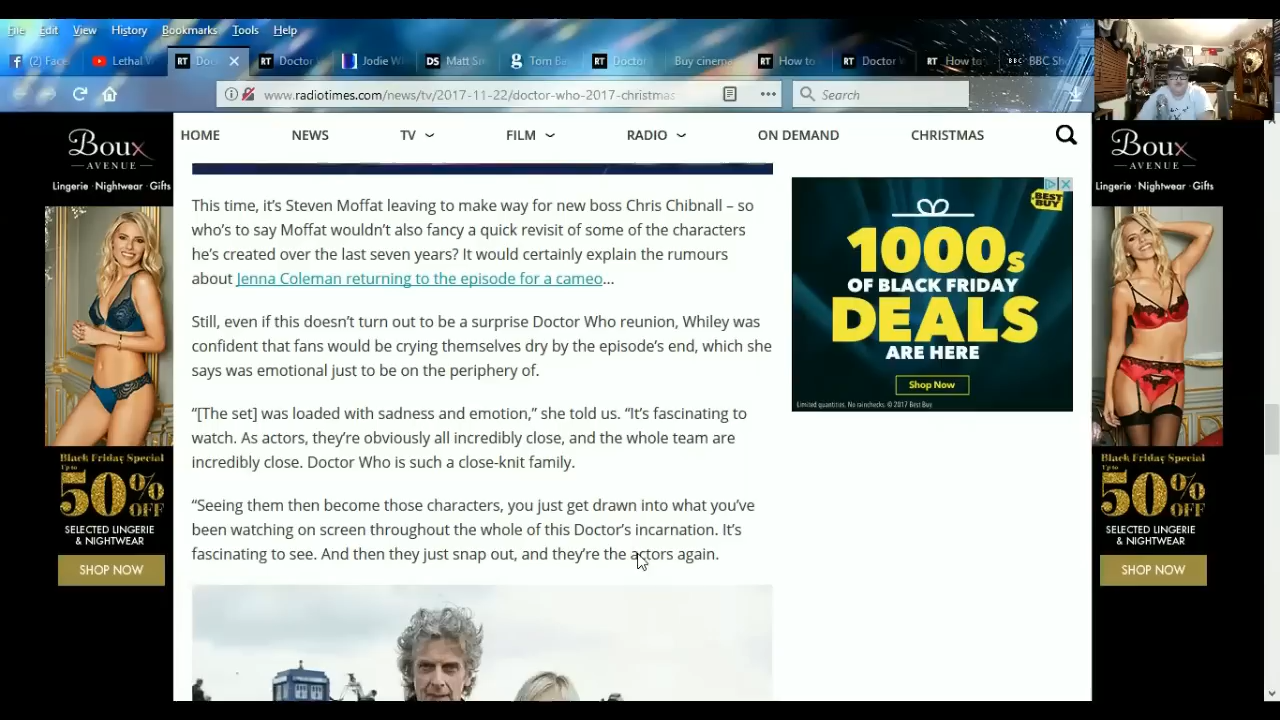 File Edit View History Bookmarks Tools Help
(2) Face Lethal W Doc Doctor Jodie W Matt Sm Tom Ba Doctor Buy cinema How to Doctor W How to BBC Sh
www.radiotimes.com/news/tv/2017-11-22/doctor-who-2017-christmas Search
HOME NEWS TV FILM RADIO ON DEMAND CHRISTMAS
Boux
AVENUE
Lingerie · Nightwear · Gifts
Black Friday Special
Up to
50% OFF
SELECTED LINGERIE
& NIGHTWEAR
SHOP NOW
This time, it's Steven Moffat leaving to make way for new boss Chris Chibnall – so
who's to say Moffat wouldn't also fancy a quick revisit of some of the characters
he's created over the last seven years? It would certainly explain the rumours
about Jenna Coleman returning to the episode for a cameo...
Still, even if this doesn't turn out to be a surprise Doctor Who reunion, Whiley was
confident that fans would be crying themselves dry by the episode's end, which she
says was emotional just to be on the periphery of.
“[The set] was loaded with sadness and emotion,” she told us. “It's fascinating to
watch. As actors, they're obviously all incredibly close, and the whole team are
incredibly close. Doctor Who is such a close-knit family.
“Seeing them then become those characters, you just get drawn into what you've
been watching on screen throughout the whole of this Doctor's incarnation. It's
fascinating to see. And then they just snap out, and they're the actors again.
BEST BUY
1000s
OF BLACK FRIDAY
DEALS
ARE HERE
Shop Now
Limited quantities. No rainchecks. © 2017 Best Buy
Boux
AVENUE
Lingerie · Nightwear · Gifts
Black Friday Special
Up to
50% OFF
SELECTED LINGERIE
& NIGHTWEAR
SHOP NOW